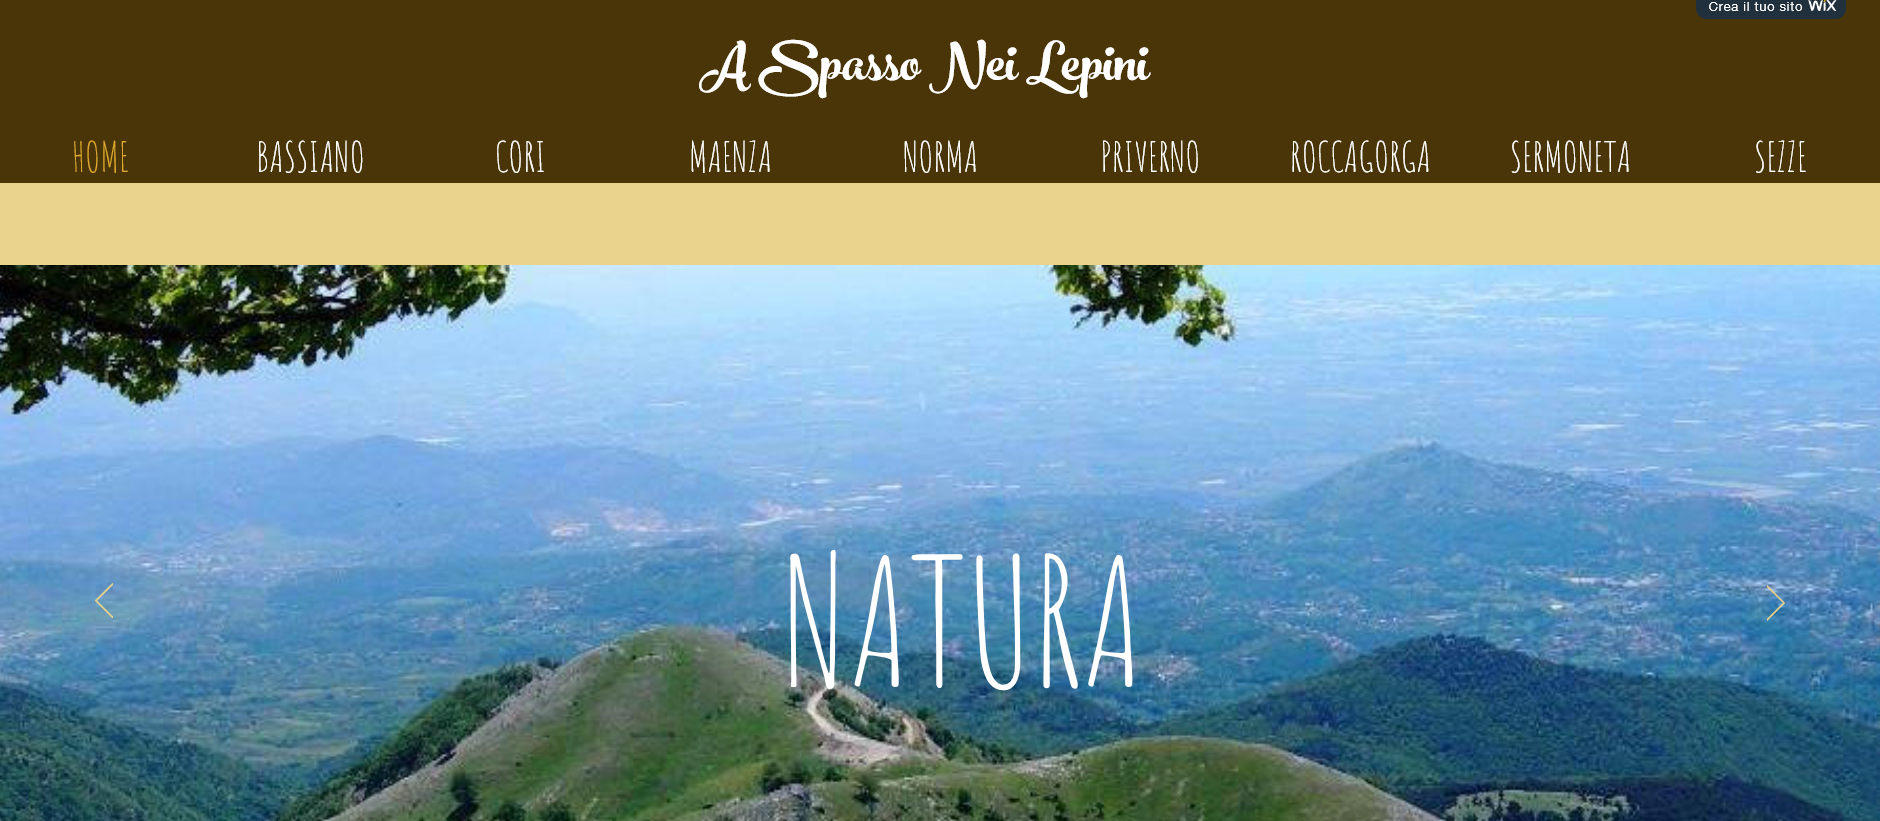 Crea il tuo sito WiX
A Spasso Nei Lepini
HOME BASSIANO CORI MAENZA NORMA PRIVERNO ROCCAGORGA SERMONETA SEZZE
NATURA